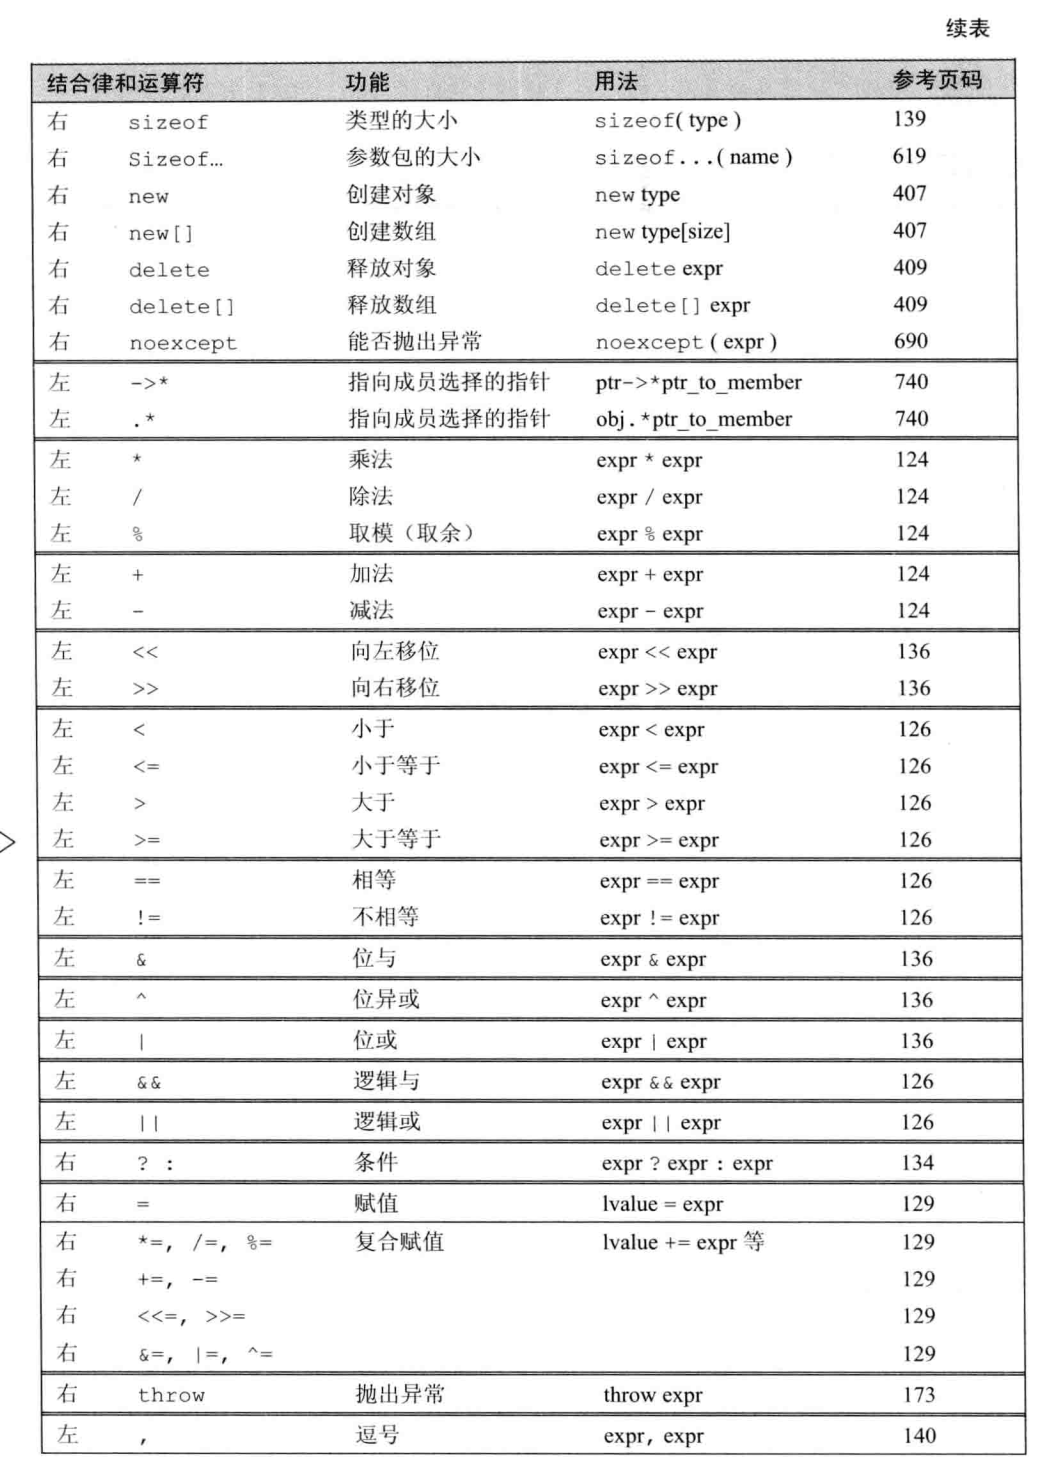 续表
结合律和运算符 功能 用法 参考页码
右 sizeof 类型的大小 sizeof( type ) 139
右 Sizeof… 参数包的大小 sizeof...( name ) 619
右 new 创建对象 new type 407
右 new[] 创建数组 new type[size] 407
右 delete 释放对象 delete expr 409
右 delete[] 释放数组 delete[] expr 409
右 noexcept 能否抛出异常 noexcept ( expr ) 690
左 ->* 指向成员选择的指针 ptr->*ptr_to_member 740
左 .* 指向成员选择的指针 obj.*ptr_to_member 740
左 * 乘法 expr * expr 124
左 / 除法 expr / expr 124
左 % 取模（取余） expr % expr 124
左 + 加法 expr + expr 124
左 - 减法 expr - expr 124
左 << 向左移位 expr << expr 136
左 >> 向右移位 expr >> expr 136
左 < 小于 expr < expr 126
左 <= 小于等于 expr <= expr 126
左 > 大于 expr > expr 126
左 >= 大于等于 expr >= expr 126
左 == 相等 expr == expr 126
左 != 不相等 expr != expr 126
左 & 位与 expr & expr 136
左 ^ 位异或 expr ^ expr 136
左 | 位或 expr | expr 136
左 && 逻辑与 expr && expr 126
左 || 逻辑或 expr || expr 126
右 ? : 条件 expr ? expr : expr 134
右 = 赋值 lvalue = expr 129
右 *=, /=, %= 复合赋值 lvalue += expr 等 129
右 +=, -= 129
右 <<=, >>= 129
右 &=, |=, ^= 129
右 throw 抛出异常 throw expr 173
左 , 逗号 expr, expr 140